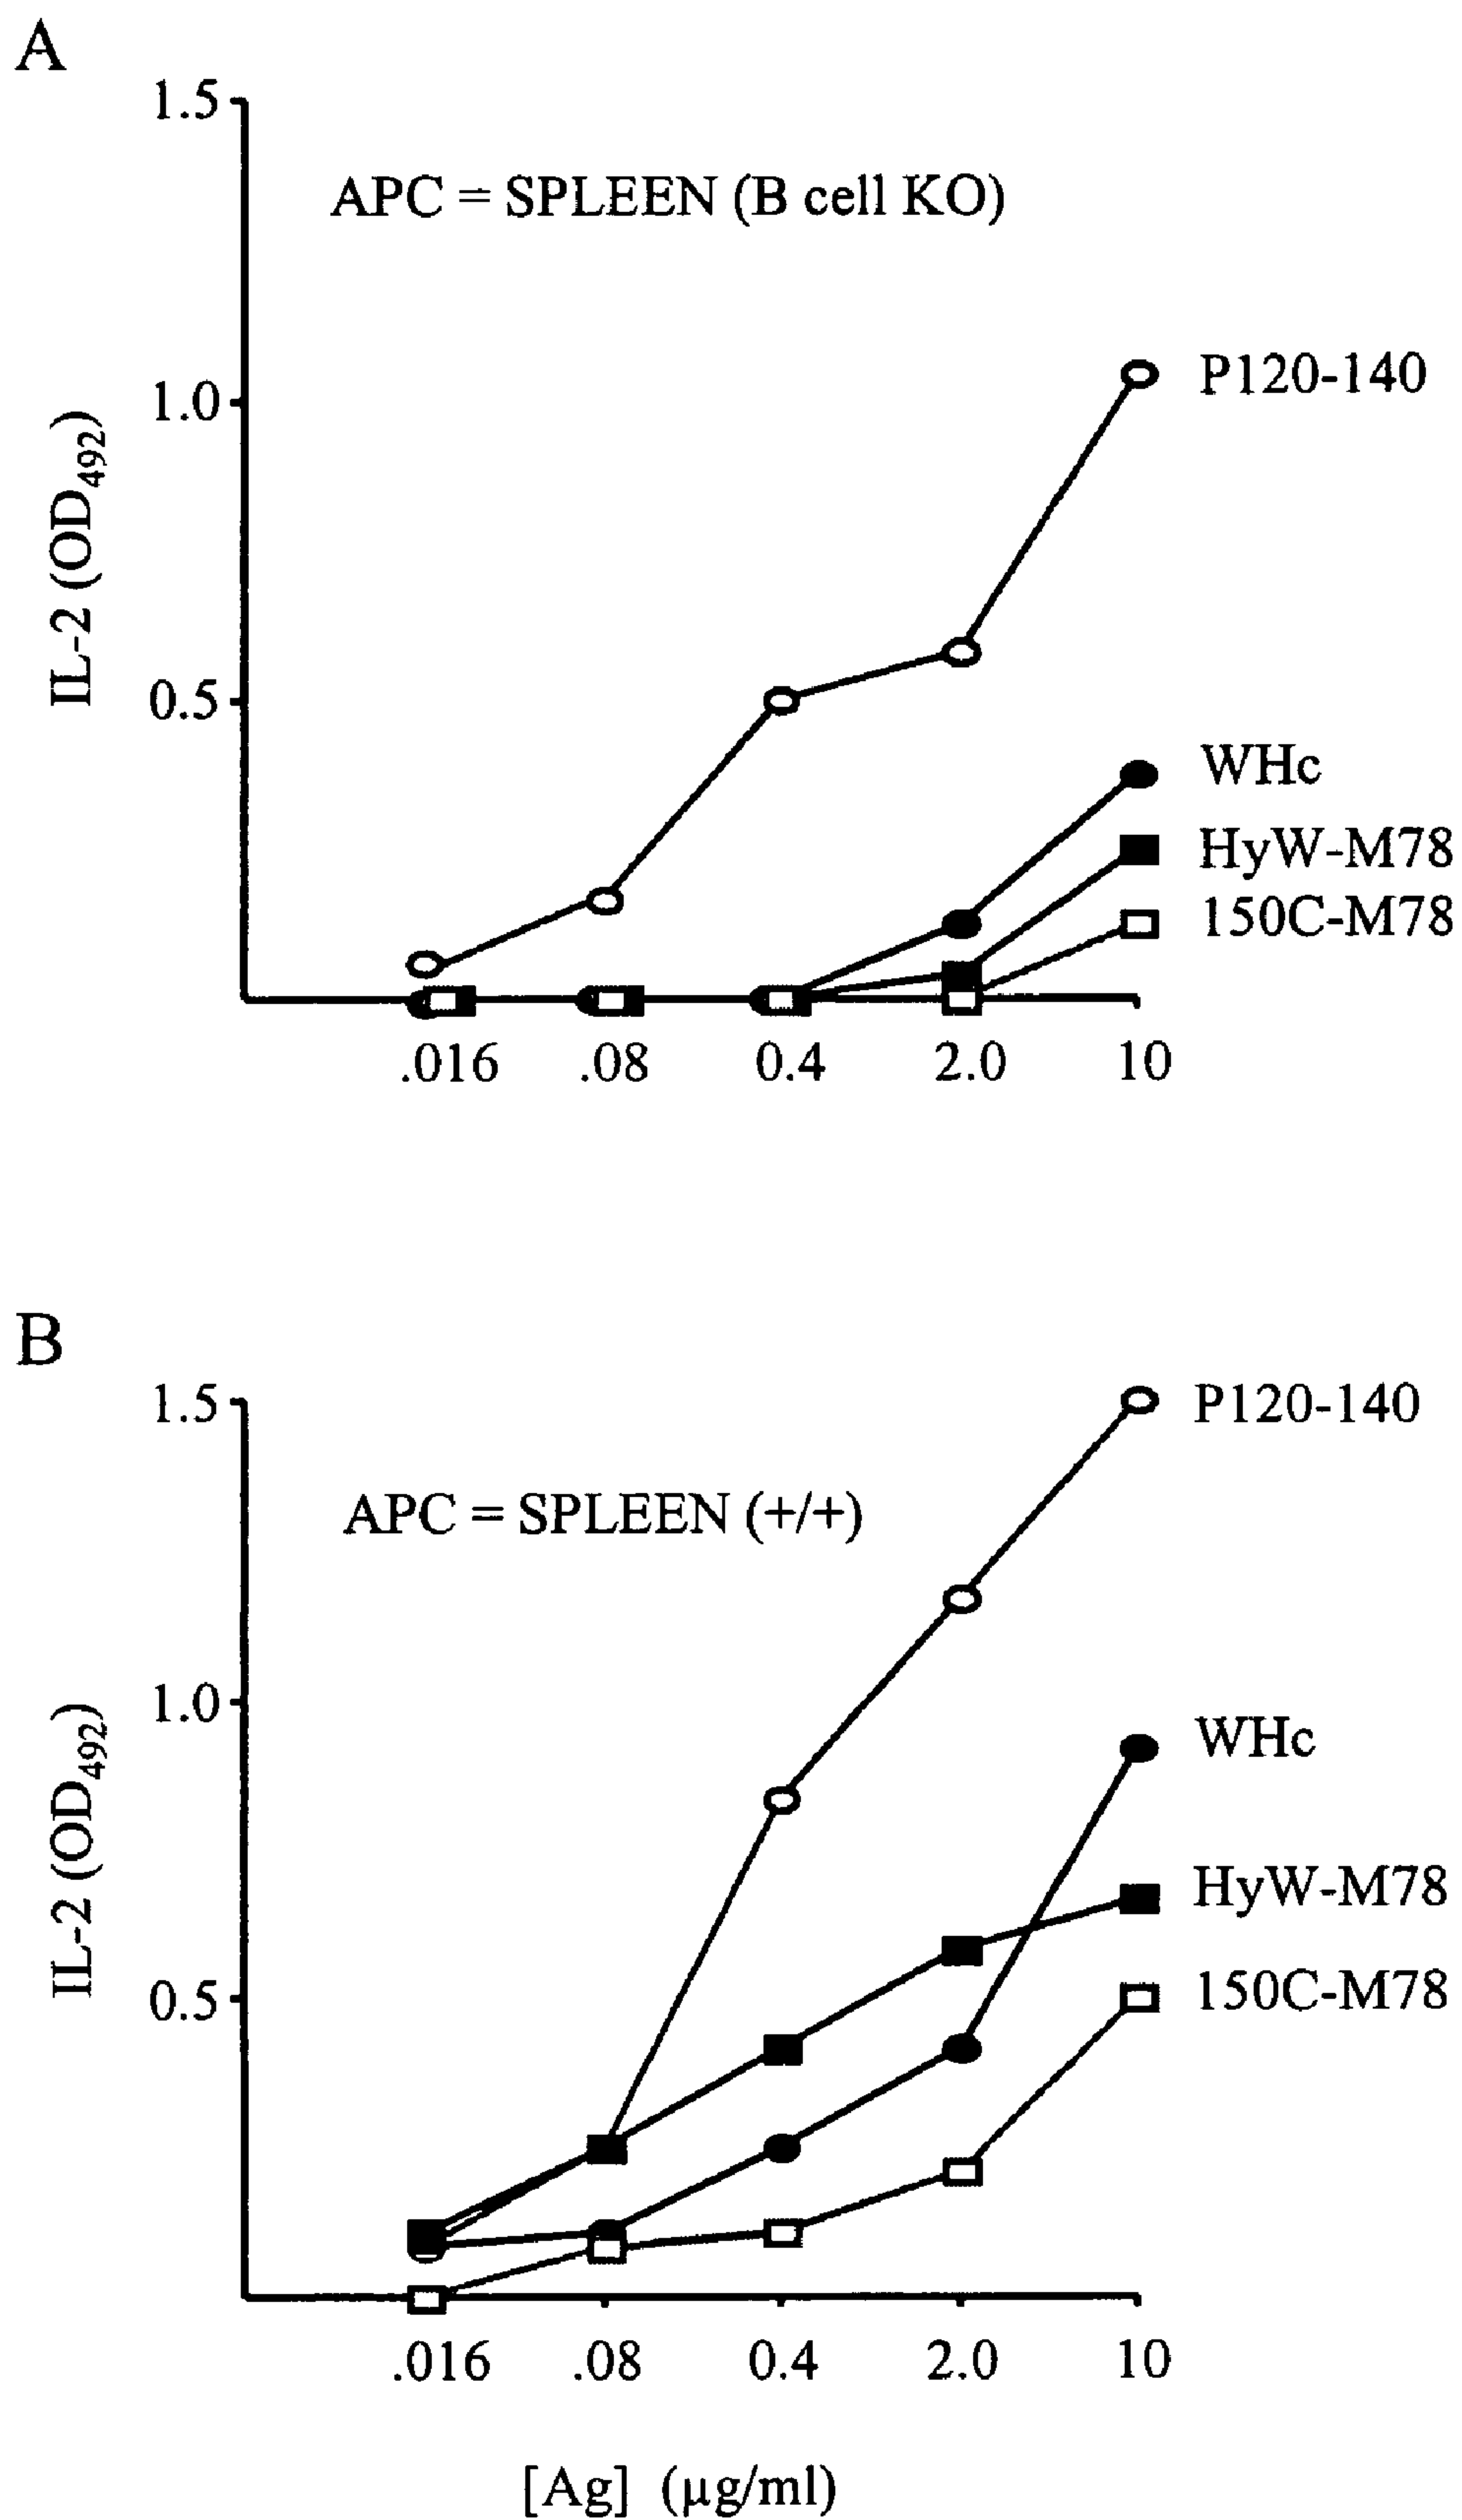 A
1.5
APC = SPLEEN (B cell KO)
P120-140
1.0
IL-2 (OD492)
0.5
WHc
HyW-M78
150C-M78
.016 .08 0.4 2.0 10
B
1.5
P120-140
APC = SPLEEN (+/+)
1.0
WHc
IL-2 (OD492)
HyW-M78
0.5
150C-M78
.016 .08 0.4 2.0 10
[Ag] (μg/ml)